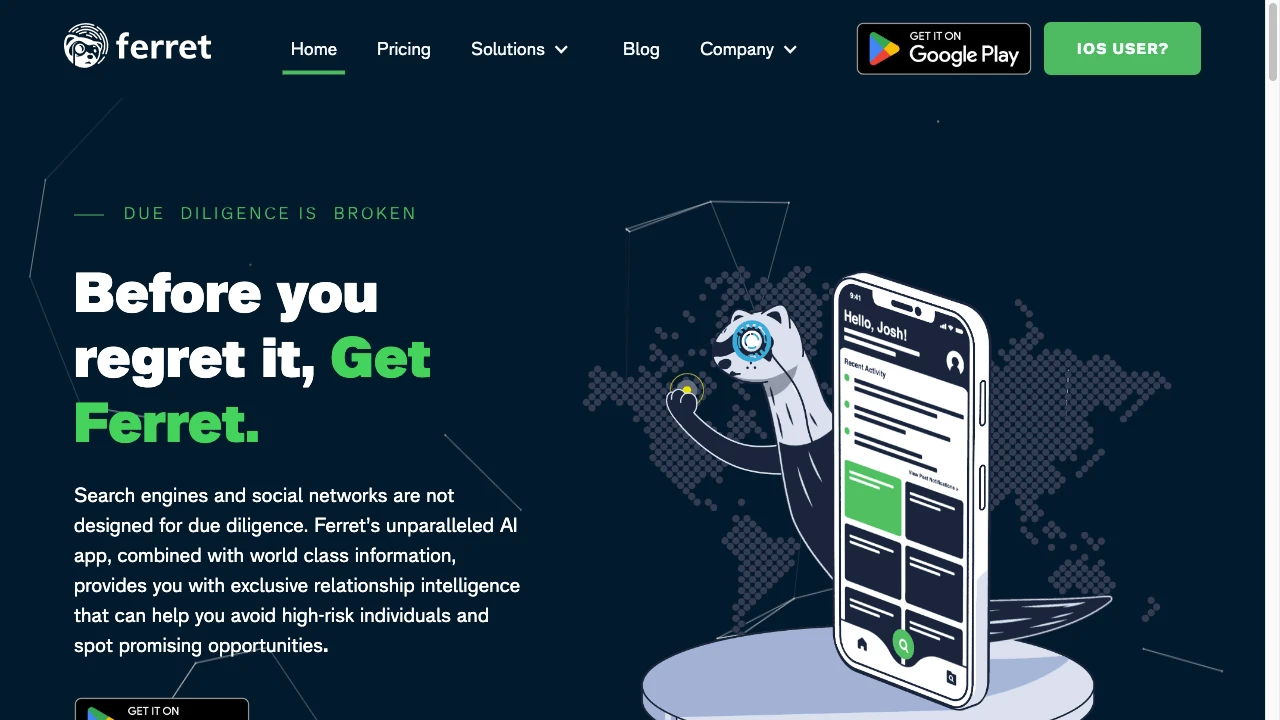 ferret
Home
Pricing
Solutions
Blog
Company
GET IT ON
Google Play
IOS USER?
DUE DILIGENCE IS BROKEN
Before you
regret it, Get
Ferret.
Search engines and social networks are not
designed for due diligence. Ferret's unparalleled AI
app, combined with world class information,
provides you with exclusive relationship intelligence
that can help you avoid high-risk individuals and
spot promising opportunities.
GET IT ON
9:41
Hello, Josh!
Recent Activity
View Past Notifications >